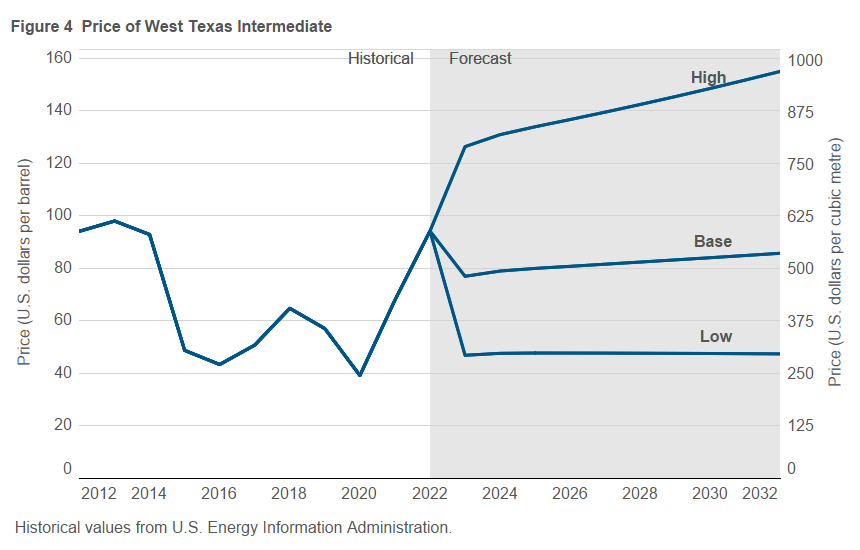 Figure 4  Price of West Texas Intermediate
Historical
Forecast
Price (U.S. dollars per barrel)
160
140
120
100
80
60
40
20
0
High
Base
Low
1000
875
750
625
500
375
250
125
0
Price (U.S. dollars per cubic metre)
2012 2014 2016 2018 2020 2022 2024 2026 2028 2030 2032
Historical values from U.S. Energy Information Administration.